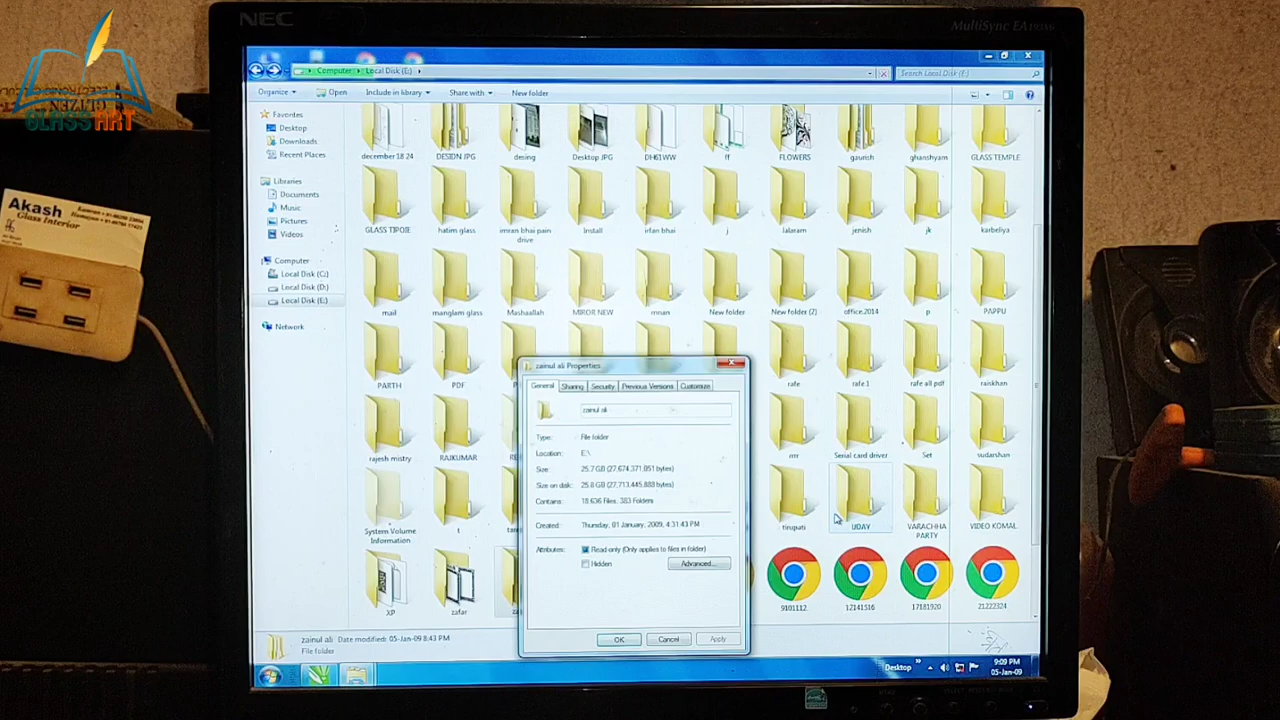 NEC
MultiSync EA192M
GLASS ART
CITIZEN
Akash
Glass Interior
Computer ▸ Local Disk (E:) ▸
Search Local Disk (E:)
Organize
Open
Include in library
Share with
New folder
Favorites
Desktop
Downloads
Recent Places
Libraries
Documents
Music
Pictures
Videos
Computer
Local Disk (C:)
Local Disk (D:)
Local Disk (E:)
Network
december 18 24
DESIGN JPG
desing
Desktop JPG
DH61WW
ff
FLOWERS
gaurish
ghanshyam
GLASS TEMPLE
GLASS TIPOIE
hatim glass
imran bhai pain drive
Install
irfan bhai
j
Jalaram
jenish
jk
karbeliya
mail
manglam glass
Mashaallah
MIROR NEW
mnan
New folder
New folder (2)
office.2014
p
PAPPU
PARTH
PDF
rafe
rafe 1
rafe all pdf
raiskhan
rajesh mistry
RAJKUMAR
rrr
Serial card driver
Set
sudarshan
System Volume Information
t
tirupati
UDAY
VARACHHA PARTY
VIDEO KOMAL
XP
zafar
9101112
12141516
17181920
21222324
zainul ali Properties
General
Sharing
Security
Previous Versions
Customize
zainul ali
Type: File folder
Location: E:\
Size: 25.7 GB (27,674,371,051 bytes)
Size on disk: 25.8 GB (27,713,445,888 bytes)
Contains: 18,636 Files, 383 Folders
Created: Thursday, 01 January, 2009, 4:31:43 PM
Attributes: Read-only (Only applies to files in folder)
Hidden
Advanced...
OK
Cancel
Apply
zainul ali Date modified: 05-Jan-09 8:43 PM
File folder
Desktop
9:09 PM
05-Jan-09